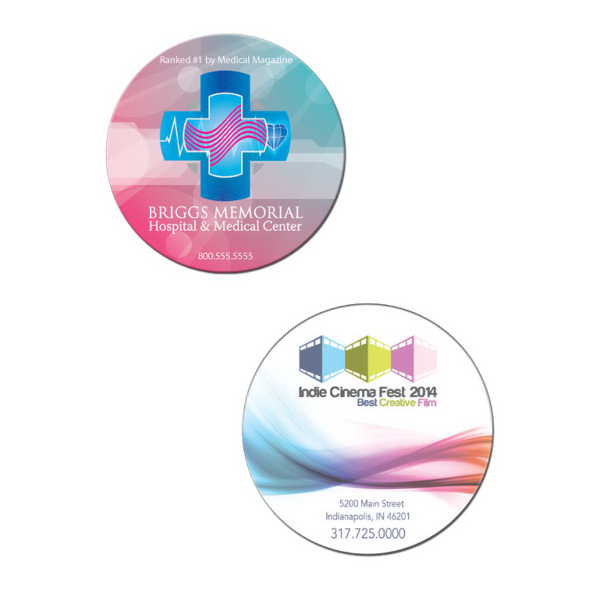 Ranked #1 by Medical Magazine
BRIGGS MEMORIAL
Hospital & Medical Center
800.555.5555
Indie Cinema Fest 2014
Best Creative Film
5200 Main Street
Indianapolis, IN 46201
317.725.0000